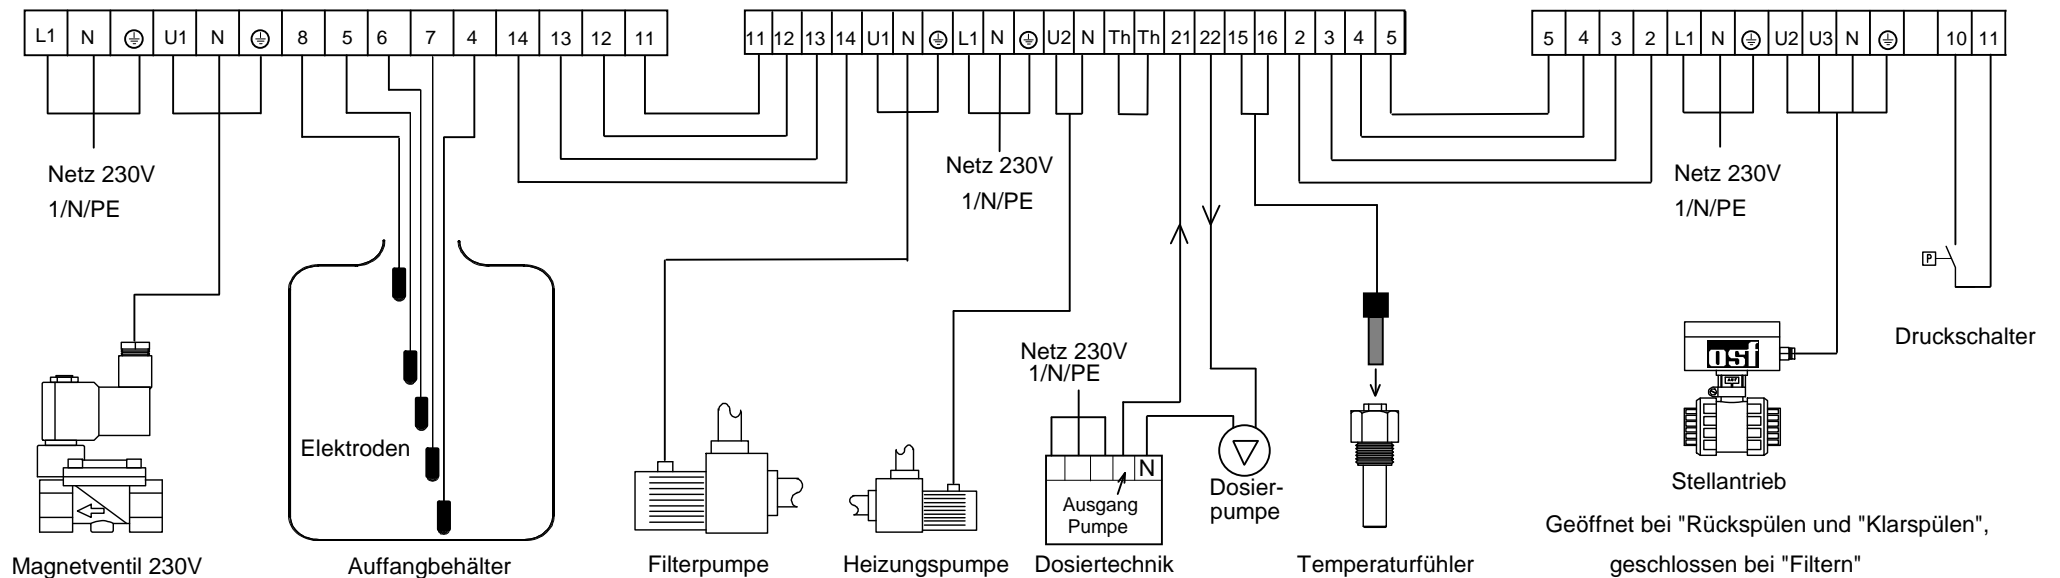 L1 N U1 N 8 5 6 7 4 14 13 12 11
11 12 13 14 U1 N L1 N U2 N Th Th 21 22 15 16 2 3 4 5
5 4 3 2 L1 N U2 U3 N 10 11
Netz 230V
1/N/PE
Netz 230V
1/N/PE
Netz 230V
1/N/PE
P
Druckschalter
osf
Netz 230V
1/N/PE
Elektroden
N
Ausgang
Pumpe
Dosier-
pumpe
Stellantrieb
Geöffnet bei "Rückspülen und "Klarspülen",
geschlossen bei "Filtern"
Magnetventil 230V
Auffangbehälter
Filterpumpe
Heizungspumpe
Dosiertechnik
Temperaturfühler